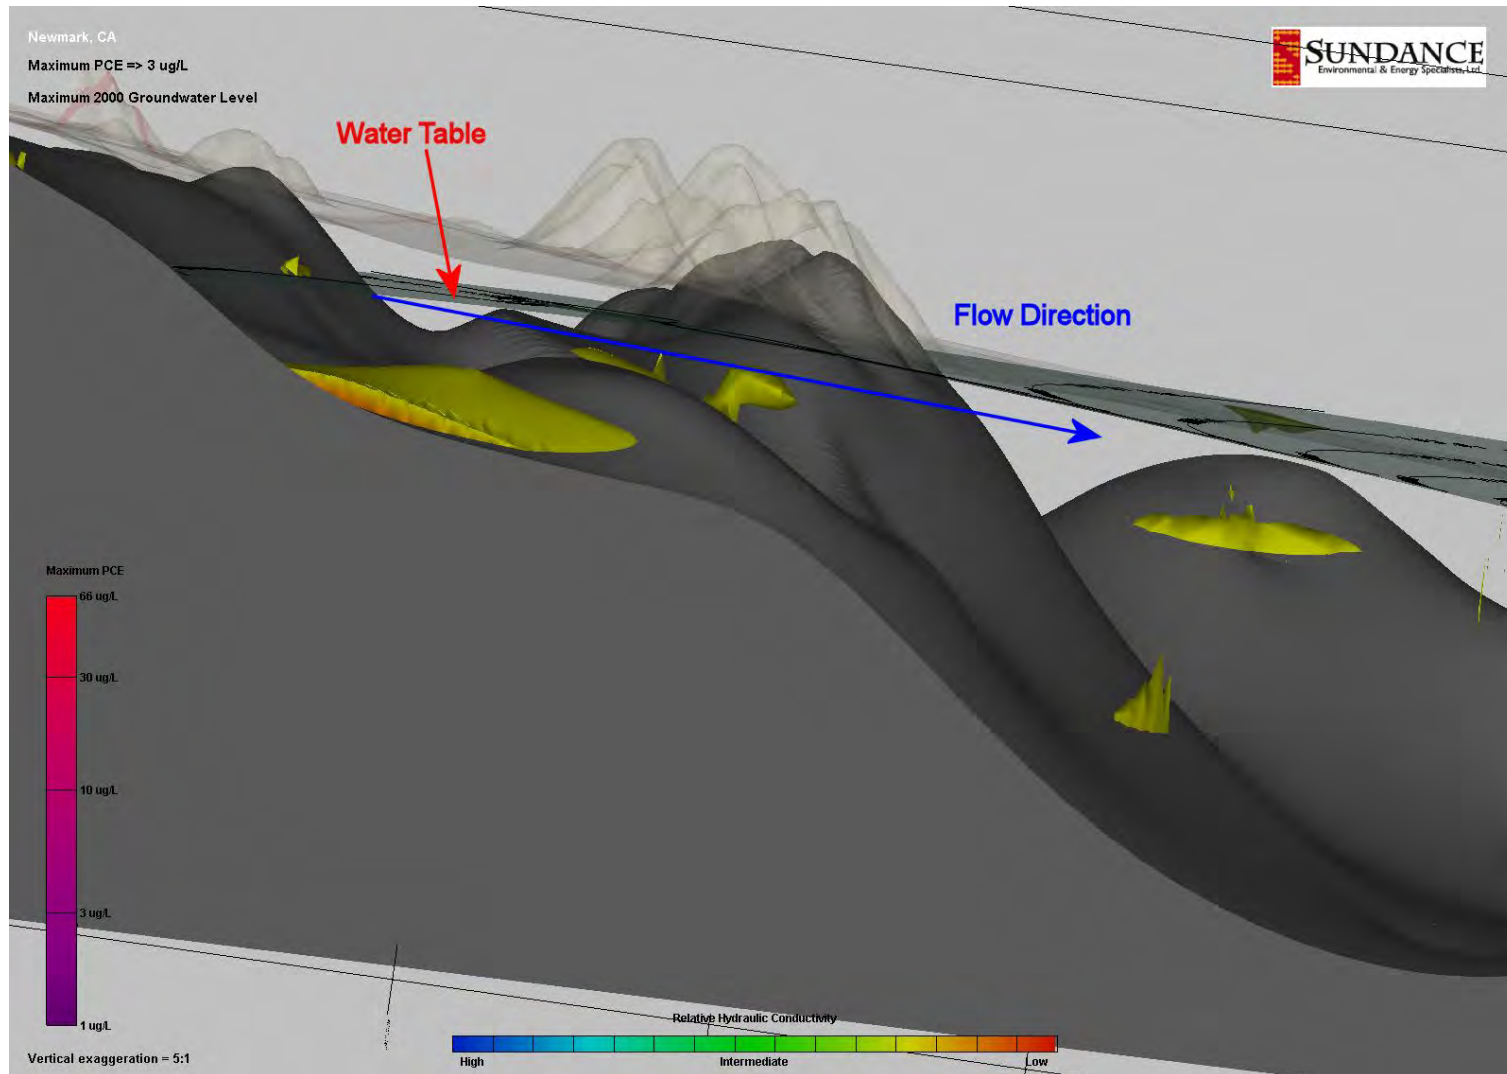 Newmark, CA
Maximum PCE => 3 ug/L
Maximum 2000 Groundwater Level
SUNDANCE
Environmental & Energy Specialists, Ltd.
Water Table
Flow Direction
Maximum PCE
66 ug/L
30 ug/L
10 ug/L
3 ug/L
1 ug/L
Relative Hydraulic Conductivity
High Intermediate Low
Vertical exaggeration = 5:1